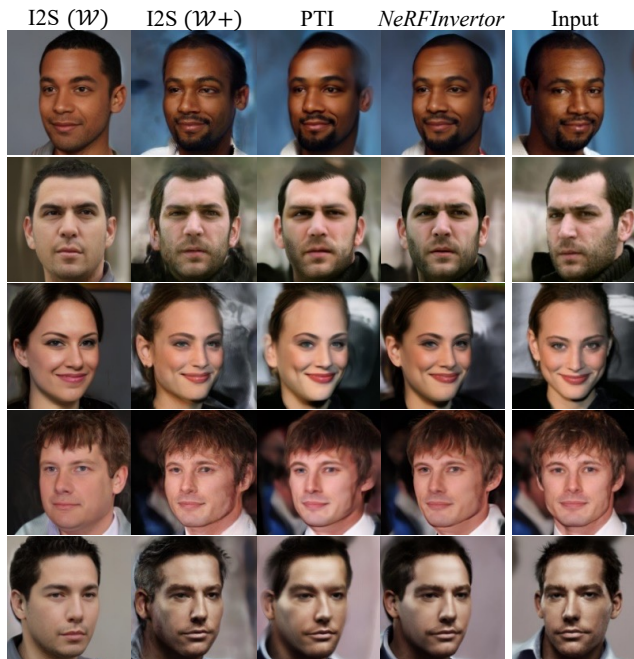 I2S (𝒲) I2S (𝒲+) PTI NeRFInvertor Input